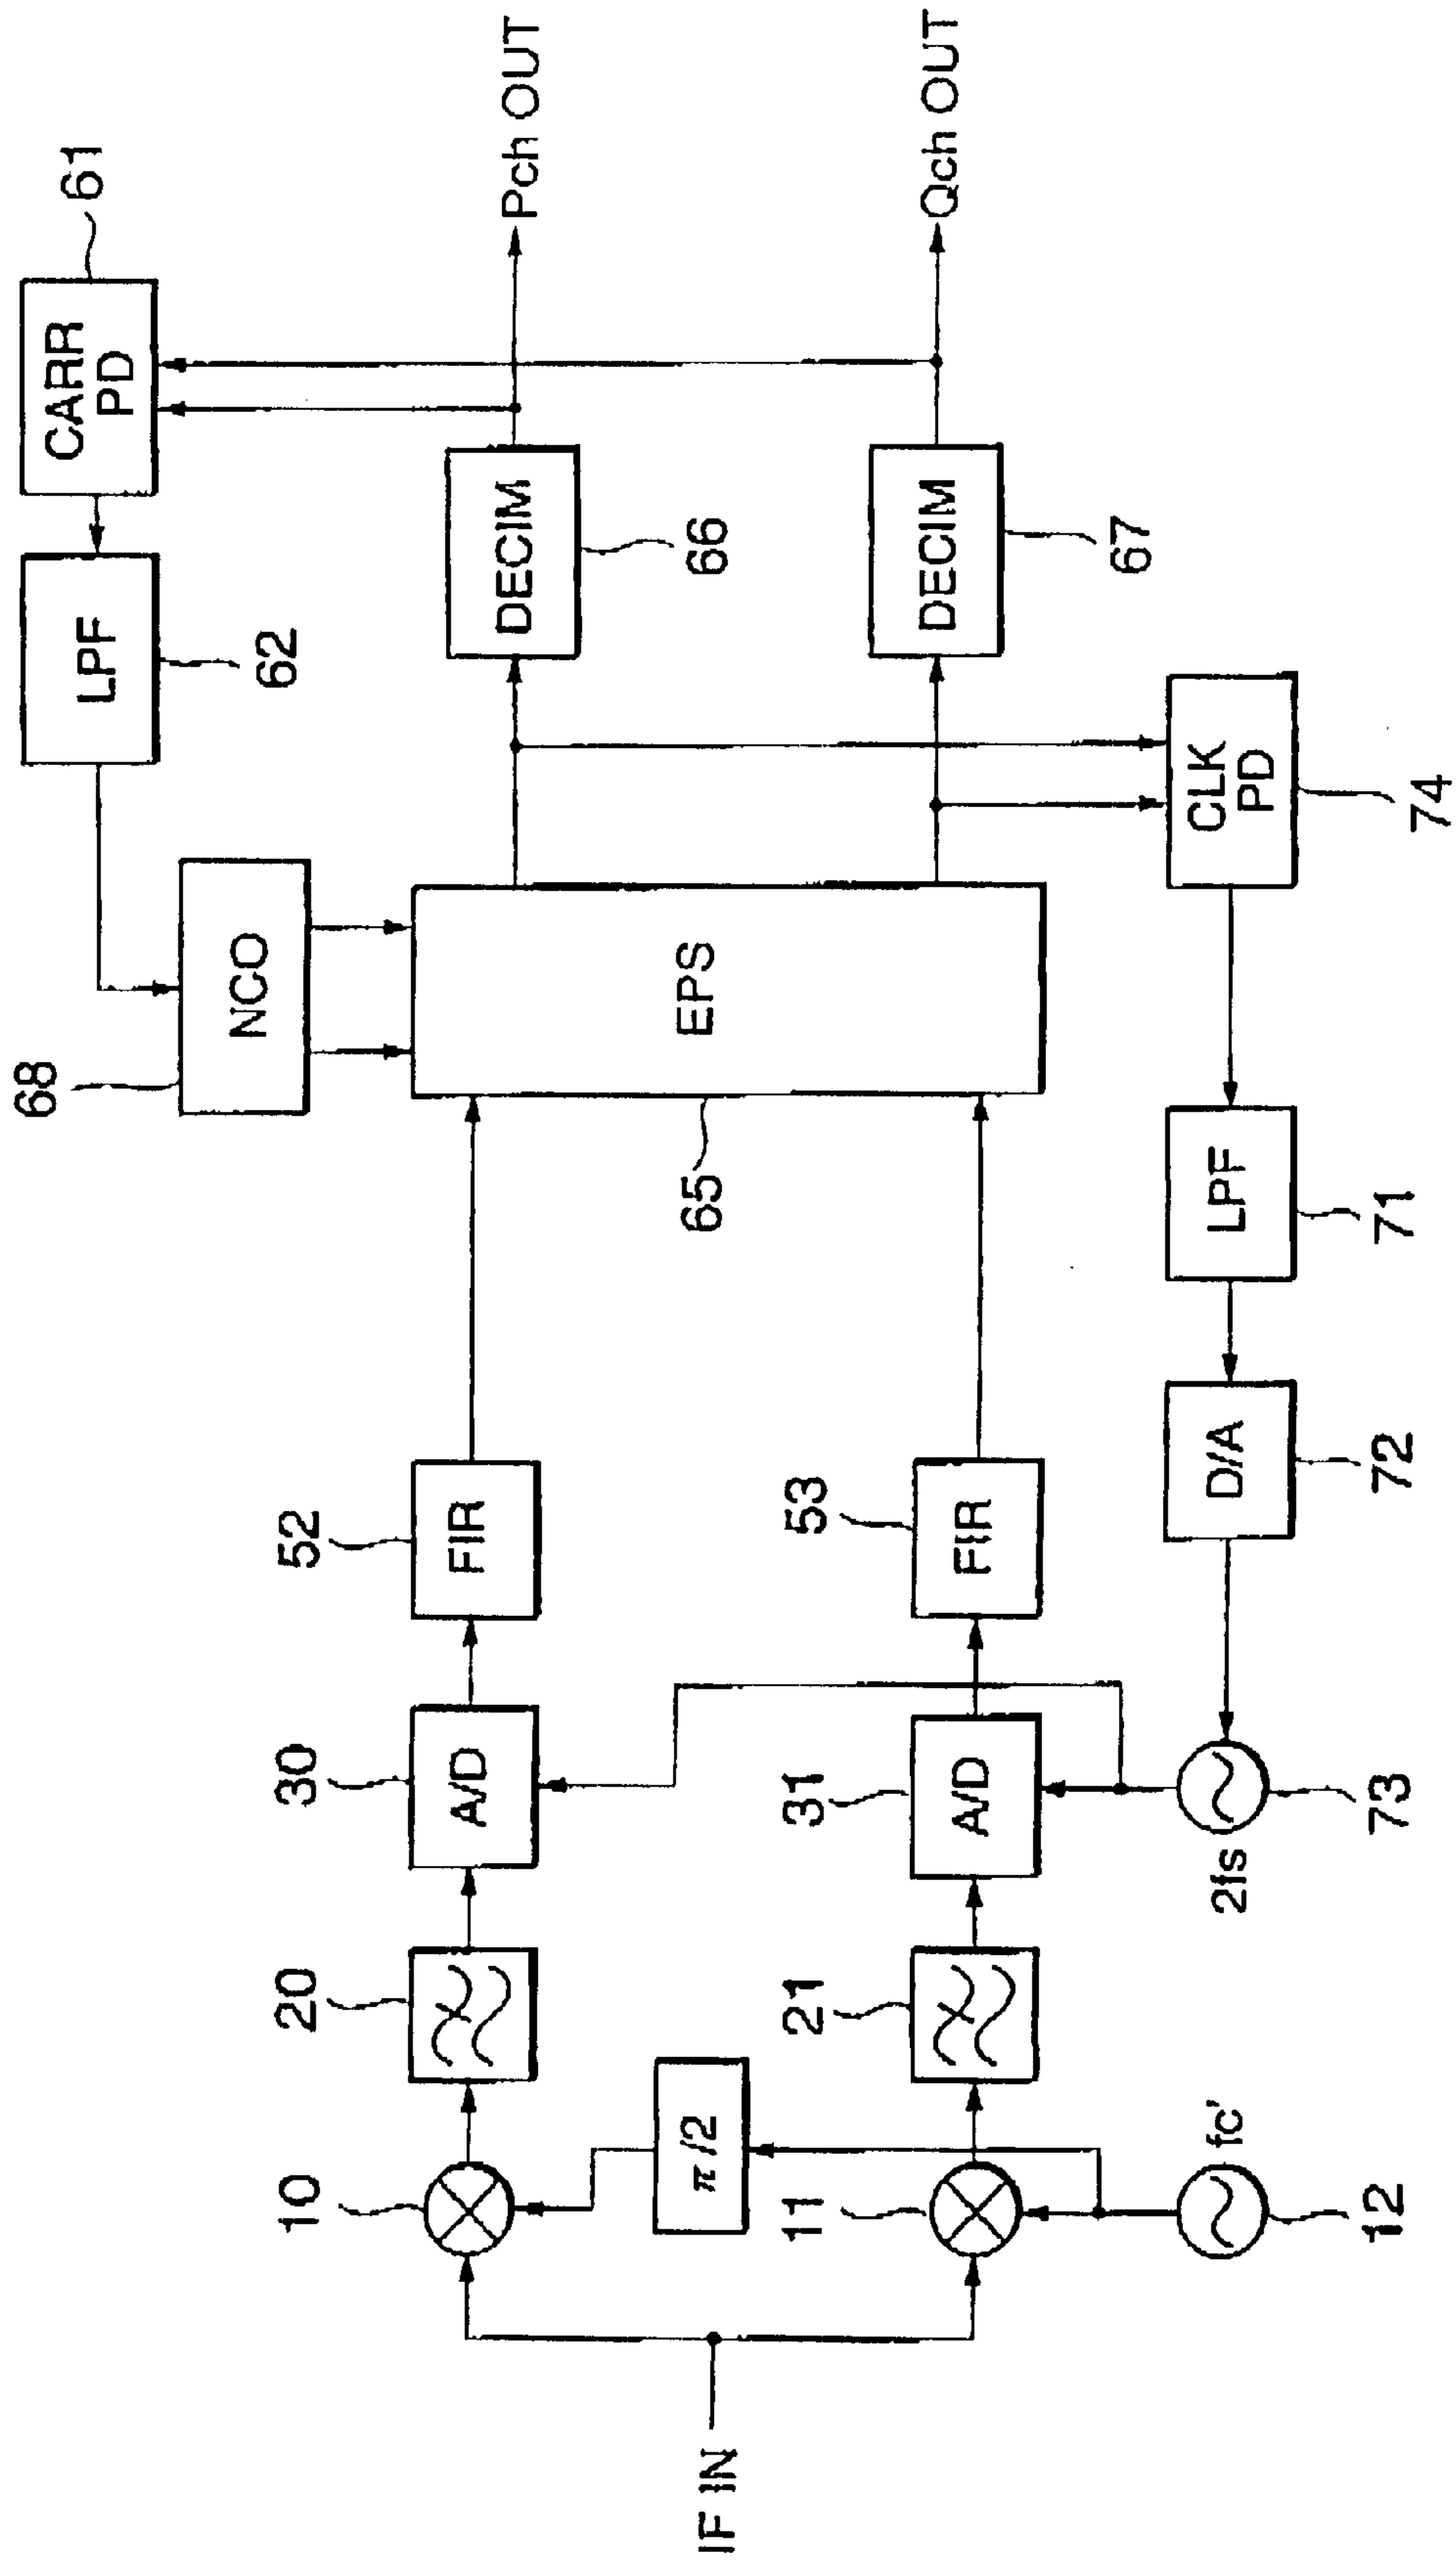 IF IN
10
11
π/2
fc'
12
20
21
30
A/D
31
A/D
2fs
73
52
FIR
53
FIR
D/A
72
LPF
71
68
NCO
EPS
65
CLK
PD
74
LPF
62
CARR
PD
61
DECIM
66
DECIM
67
Pch OUT
Qch OUT